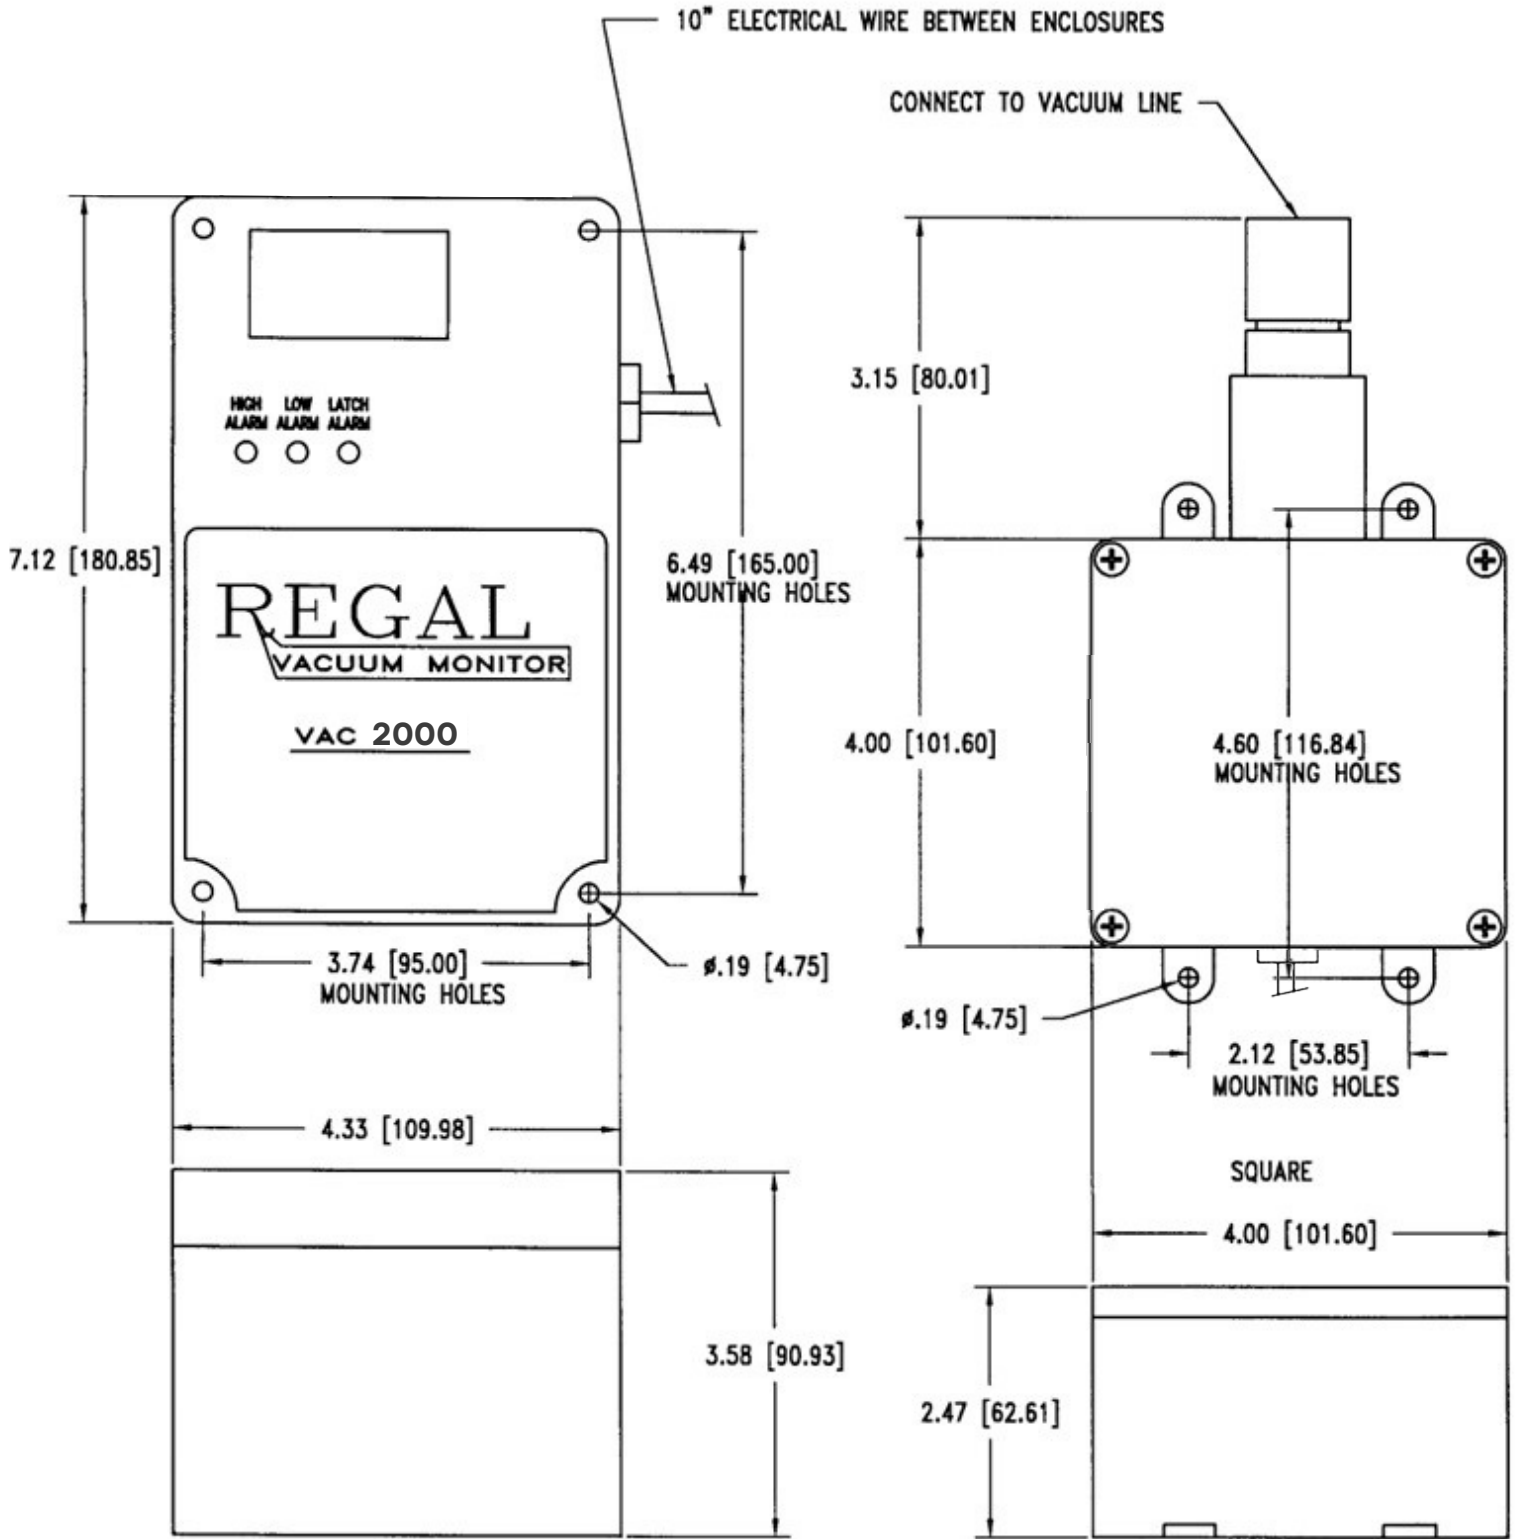 10" ELECTRICAL WIRE BETWEEN ENCLOSURES
CONNECT TO VACUUM LINE
3.15 [80.01]
HIGH ALARM
LOW ALARM
LATCH ALARM
7.12 [180.85]
6.49 [165.00]
MOUNTING HOLES
REGAL
VACUUM MONITOR
VAC 2000
4.00 [101.60]
4.60 [116.84]
MOUNTING HOLES
3.74 [95.00]
MOUNTING HOLES
ø.19 [4.75]
ø.19 [4.75]
2.12 [53.85]
MOUNTING HOLES
4.33 [109.98]
SQUARE
4.00 [101.60]
3.58 [90.93]
2.47 [62.61]